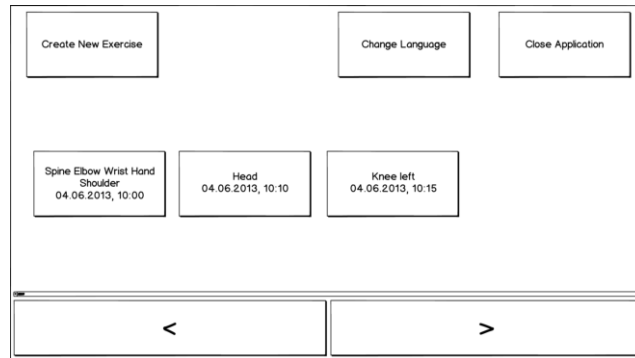 Create New Exercise
Change Language
Close Application
Spine Elbow Wrist Hand
Shoulder
04.06.2013, 10:00
Head
04.06.2013, 10:10
Knee left
04.06.2013, 10:15
<
>